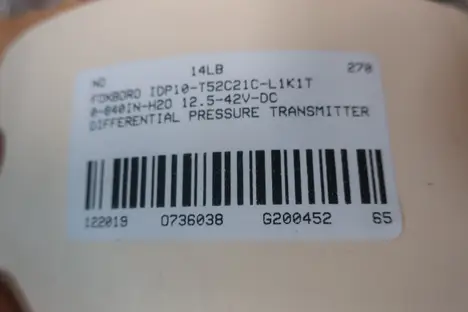 NO 14LB 270
FOXBORO IDP10-T52C21C-L1K1T
0-840IN-H2O 12.5-42V-DC
DIFFERENTIAL PRESSURE TRANSMITTER
122019 0736038 G200452 65